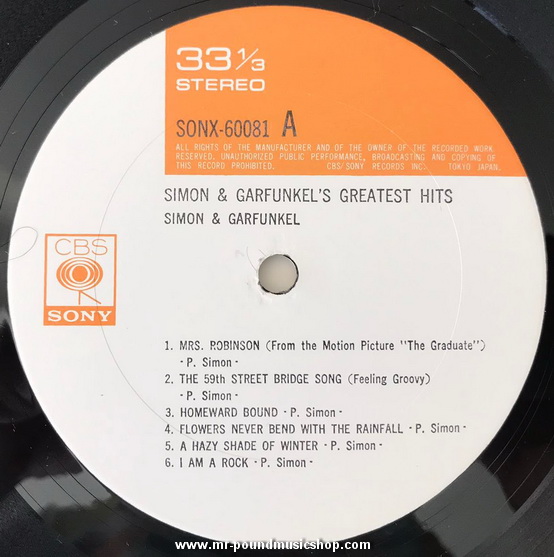 33 1/3
STEREO
SONX-60081 A
ALL RIGHTS OF THE MANUFACTURER AND OF THE OWNER OF THE RECORDED WORK
RESERVED. UNAUTHORIZED PUBLIC PERFORMANCE, BROADCASTING AND COPYING OF
THIS RECORD PROHIBITED. CBS/SONY RECORDS INC. TOKYO JAPAN.
SIMON & GARFUNKEL'S GREATEST HITS
SIMON & GARFUNKEL
CBS
SONY
1. MRS. ROBINSON (From the Motion Picture "The Graduate")
- P. Simon -
2. THE 59th STREET BRIDGE SONG (Feeling Groovy)
- P. Simon -
3. HOMEWARD BOUND - P. Simon -
4. FLOWERS NEVER BEND WITH THE RAINFALL - P. Simon -
5. A HAZY SHADE OF WINTER - P. Simon -
6. I AM A ROCK - P. Simon -
www.mr-poundmusicshop.com